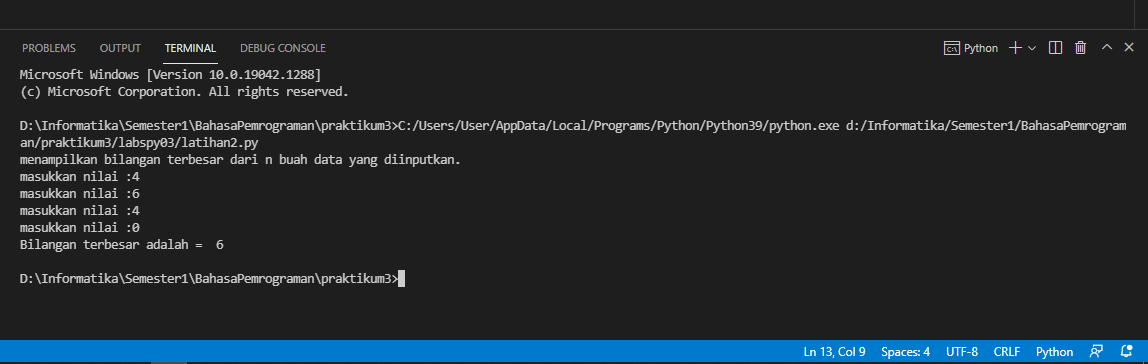 PROBLEMS OUTPUT TERMINAL DEBUG CONSOLE Python
Microsoft Windows [Version 10.0.19042.1288]
(c) Microsoft Corporation. All rights reserved.
D:\Informatika\Semester1\BahasaPemrograman\praktikum3>C:/Users/User/AppData/Local/Programs/Python/Python39/python.exe d:/Informatika/Semester1/BahasaPemrogram
an/praktikum3/labspy03/latihan2.py
menampilkan bilangan terbesar dari n buah data yang diinputkan.
masukkan nilai :4
masukkan nilai :6
masukkan nilai :4
masukkan nilai :0
Bilangan terbesar adalah =  6
D:\Informatika\Semester1\BahasaPemrograman\praktikum3>
Ln 13, Col 9 Spaces: 4 UTF-8 CRLF Python